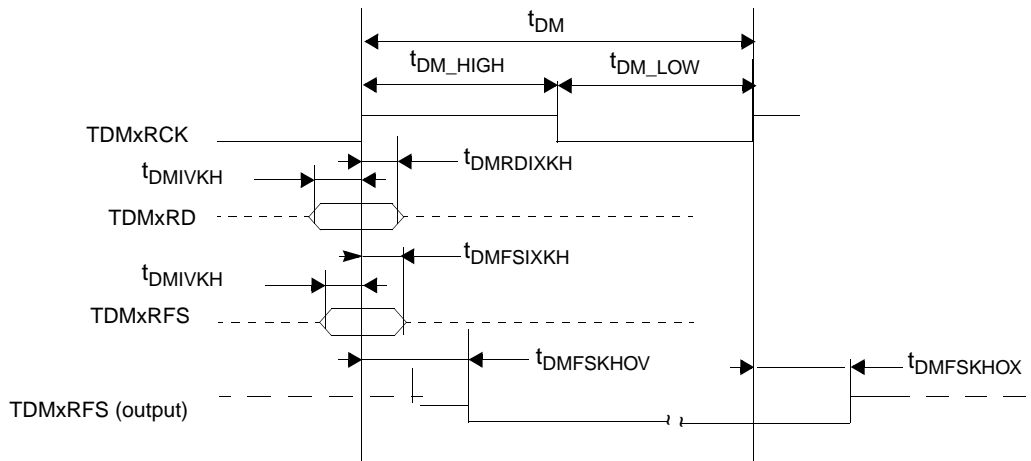 tDM
tDM_HIGH
tDM_LOW
TDMxRCK
tDMRDIXKH
tDMIVKH
TDMxRD
tDMFSIXKH
tDMIVKH
TDMxRFS
tDMFSKHOV
tDMFSKHOX
TDMxRFS (output)